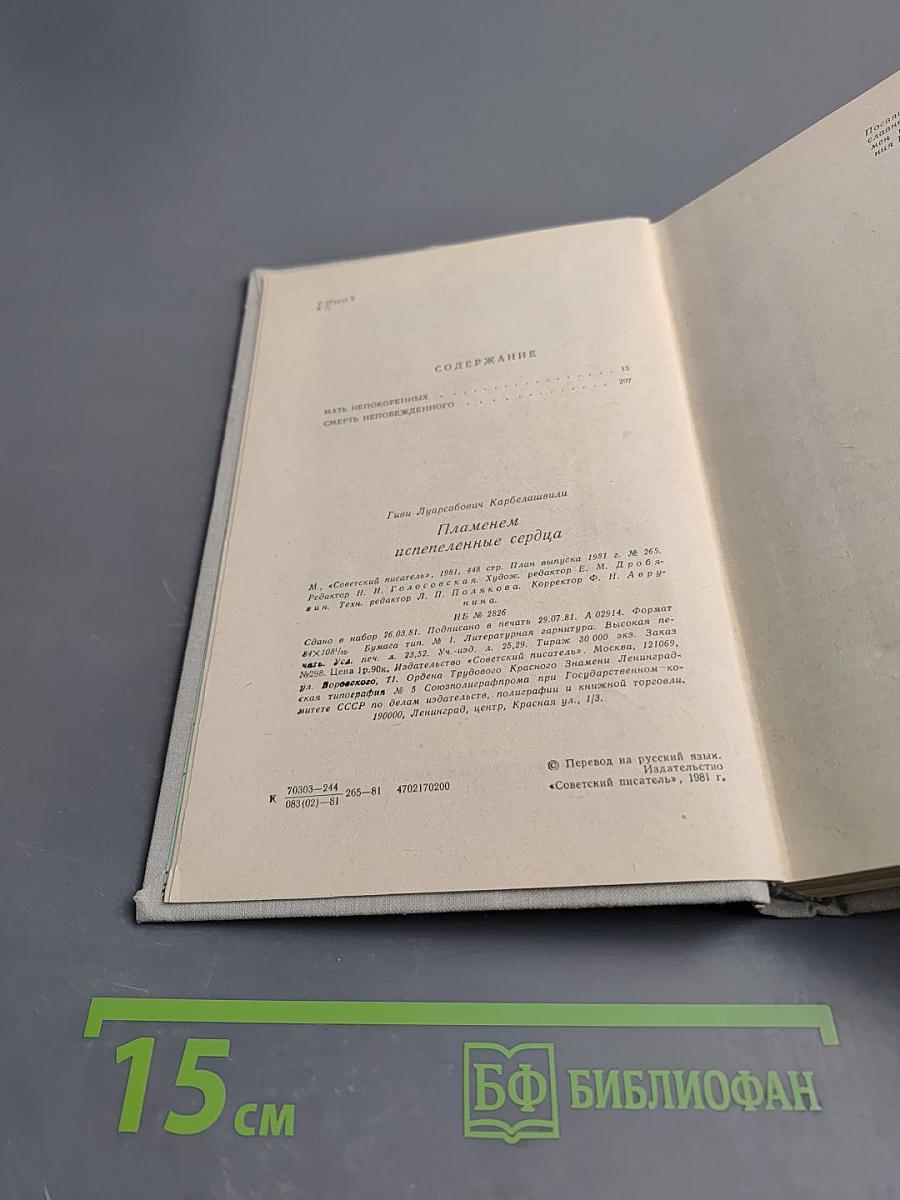 СОДЕРЖАНИЕ
МАТЬ НЕПОКОРЕННЫХ . . . . . . . . . . . . . . . . 15
СМЕРТЬ НЕПОБЕЖДЕННОГО . . . . . . . . . . . . 297
Гиви Луарсабович Карбелашвили
Пламенем
испепеленные сердца
М., «Советский писатель», 1981, 448 стр. План выпуска 1981 г. № 265.
Редактор Н. И. Голосовская. Худож. редактор Е. М. Дробя-
вин. Техн. редактор Л. П. Полякова. Корректор Ф. Н. Авру-
нина.
ИБ № 2826
Сдано в набор 26.03.81. Подписано в печать 29.07.81. А 02914. Формат
84×108¹/₃₂. Бумага тип. № 1. Литературная гарнитура. Высокая пе-
чать. Усл. печ. л. 23,52. Уч.-изд. л. 25,29. Тираж 30 000 экз. Заказ
№298. Цена 1р.90к. Издательство «Советский писатель». Москва, 121069,
ул. Воровского, 11. Ордена Трудового Красного Знамени Ленинград-
ская типография № 5 Союзполиграфпрома при Государственном ко-
митете СССР по делам издательств, полиграфии и книжной торговли.
190000, Ленинград, центр, Красная ул., 1/3.
К 70303—244 / 083(02)—81 265—81 4702170200
© Перевод на русский язык.
Издательство
«Советский писатель», 1981 г.
15 см
БФ БИБЛИОФАН